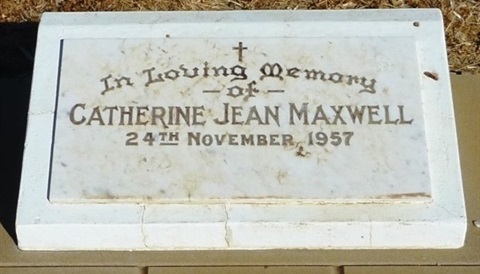 In Loving Memory
- of -
CATHERINE JEAN MAXWELL
24TH NOVEMBER, 1957